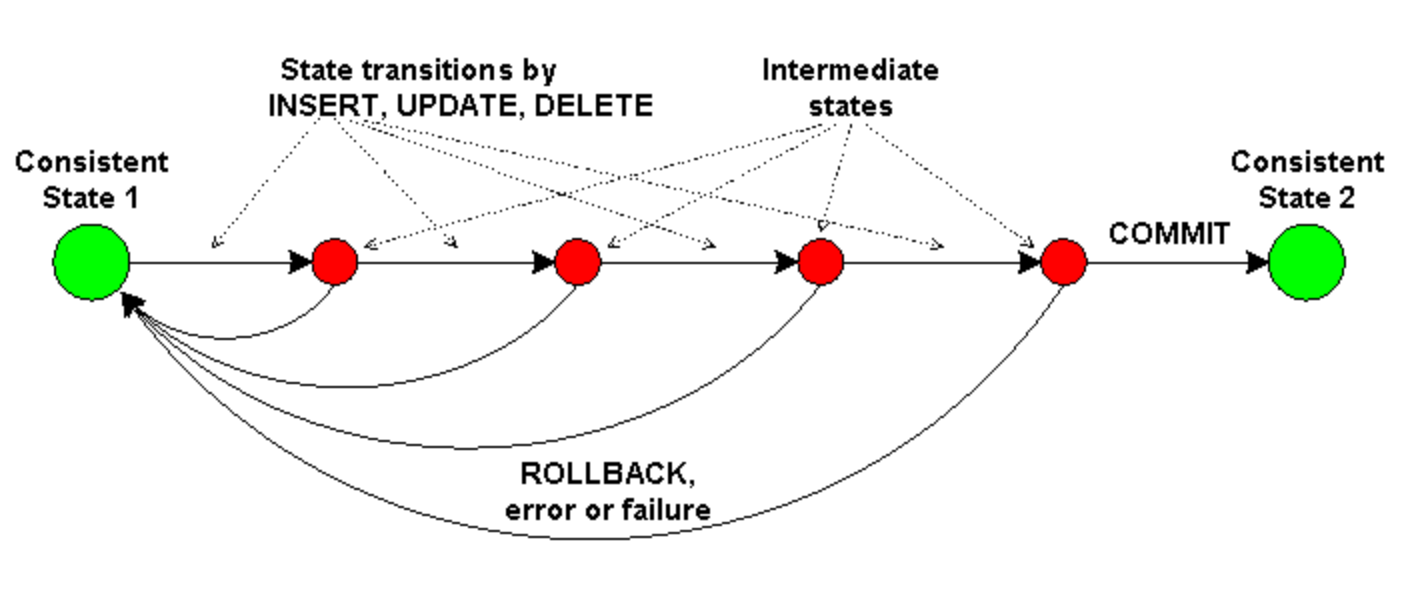 State transitions by
INSERT, UPDATE, DELETE
Intermediate
states
Consistent
State 1
Consistent
State 2
COMMIT
ROLLBACK,
error or failure